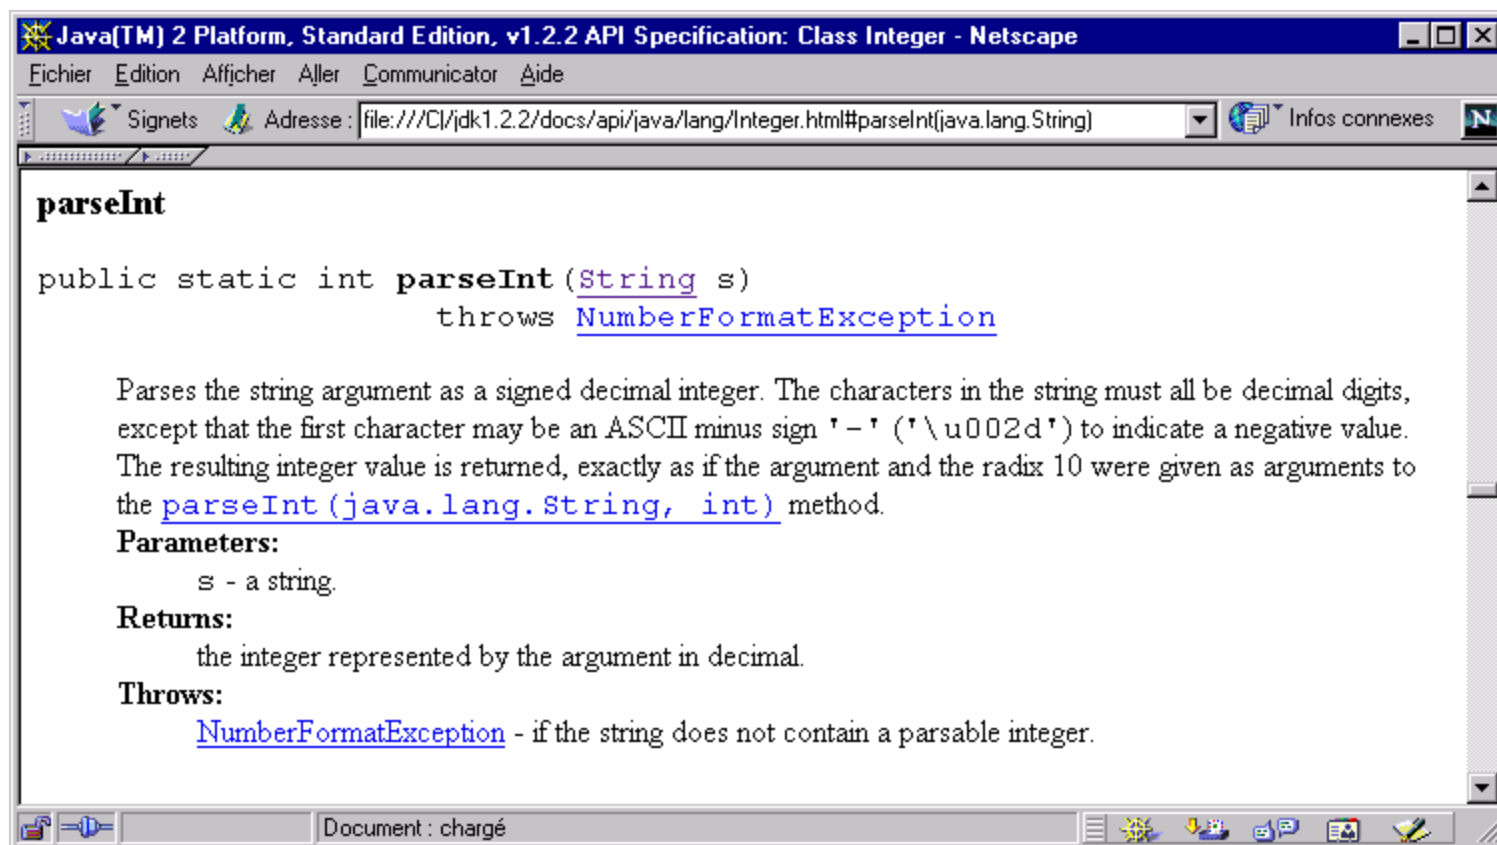 Java(TM) 2 Platform, Standard Edition, v1.2.2 API Specification: Class Integer - Netscape
Fichier Edition Afficher Aller Communicator Aide
Signets Adresse : file:///C|/jdk1.2.2/docs/api/java/lang/Integer.html#parseInt(java.lang.String) Infos connexes N
parseInt
public static int parseInt(String s)
throws NumberFormatException
Parses the string argument as a signed decimal integer. The characters in the string must all be decimal digits,
except that the first character may be an ASCII minus sign '-' ('\u002d') to indicate a negative value.
The resulting integer value is returned, exactly as if the argument and the radix 10 were given as arguments to
the parseInt(java.lang.String, int) method.
Parameters:
s - a string.
Returns:
the integer represented by the argument in decimal.
Throws:
NumberFormatException - if the string does not contain a parsable integer.
Document : chargé